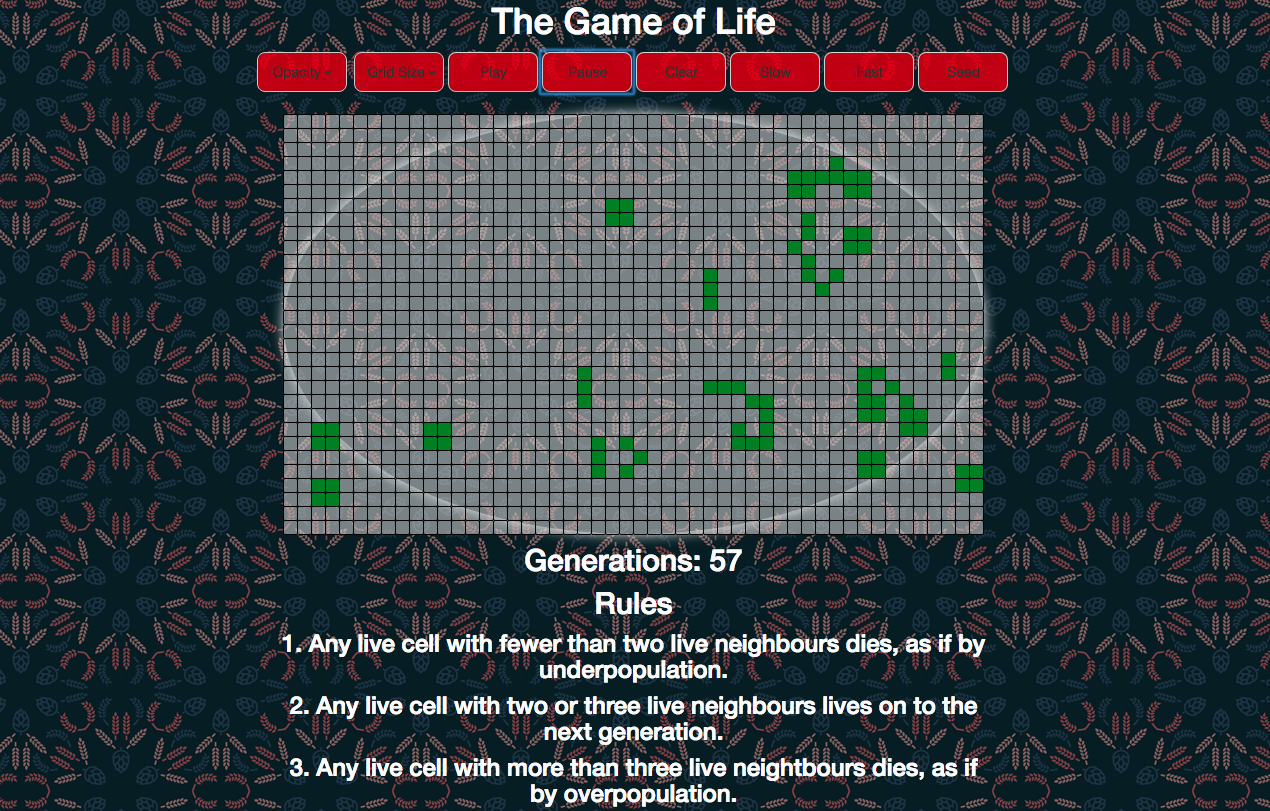 The Game of Life
Opacity Grid Size Play Pause Clear Slow Fast Seed
Generations: 57
Rules
1. Any live cell with fewer than two live neighbours dies, as if by
underpopulation.
2. Any live cell with two or three live neighbours lives on to the
next generation.
3. Any live cell with more than three live neightbours dies, as if
by overpopulation.